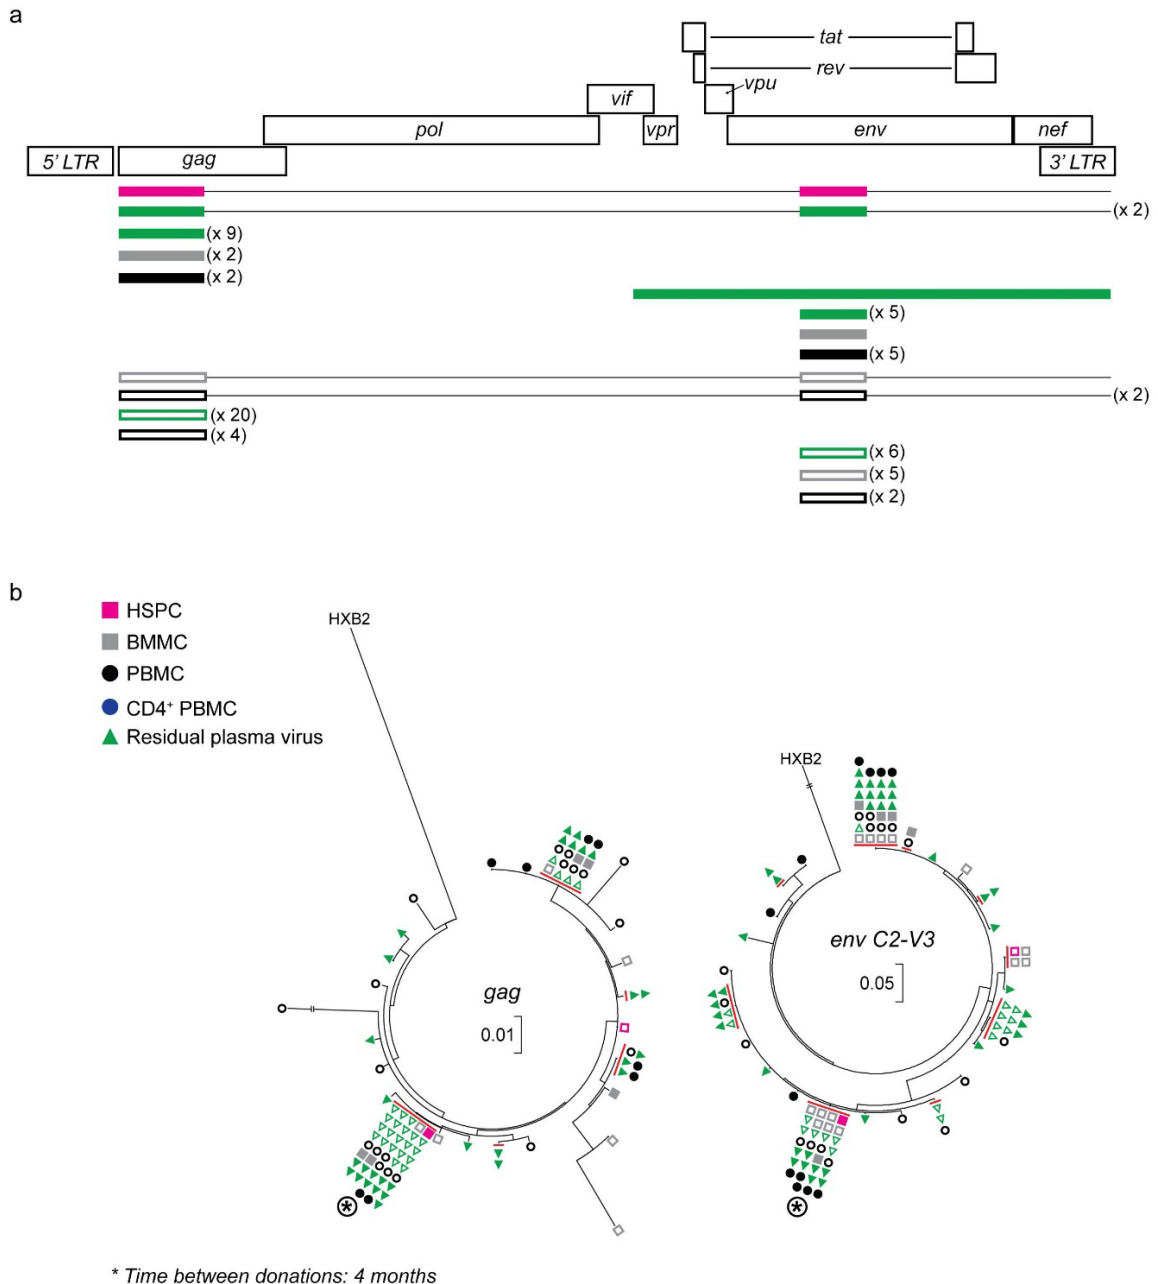 a
tat
rev
vif
vpu
pol
vpr
env
nef
5' LTR
gag
3' LTR
(x 2)
(x 9)
(x 2)
(x 2)
(x 5)
(x 5)
(x 2)
(x 20)
(x 4)
(x 6)
(x 5)
(x 2)
b
HSPC
BMMC
PBMC
CD4⁺ PBMC
Residual plasma virus
HXB2
gag
0.01
*
HXB2
env C2-V3
0.05
*
* Time between donations: 4 months